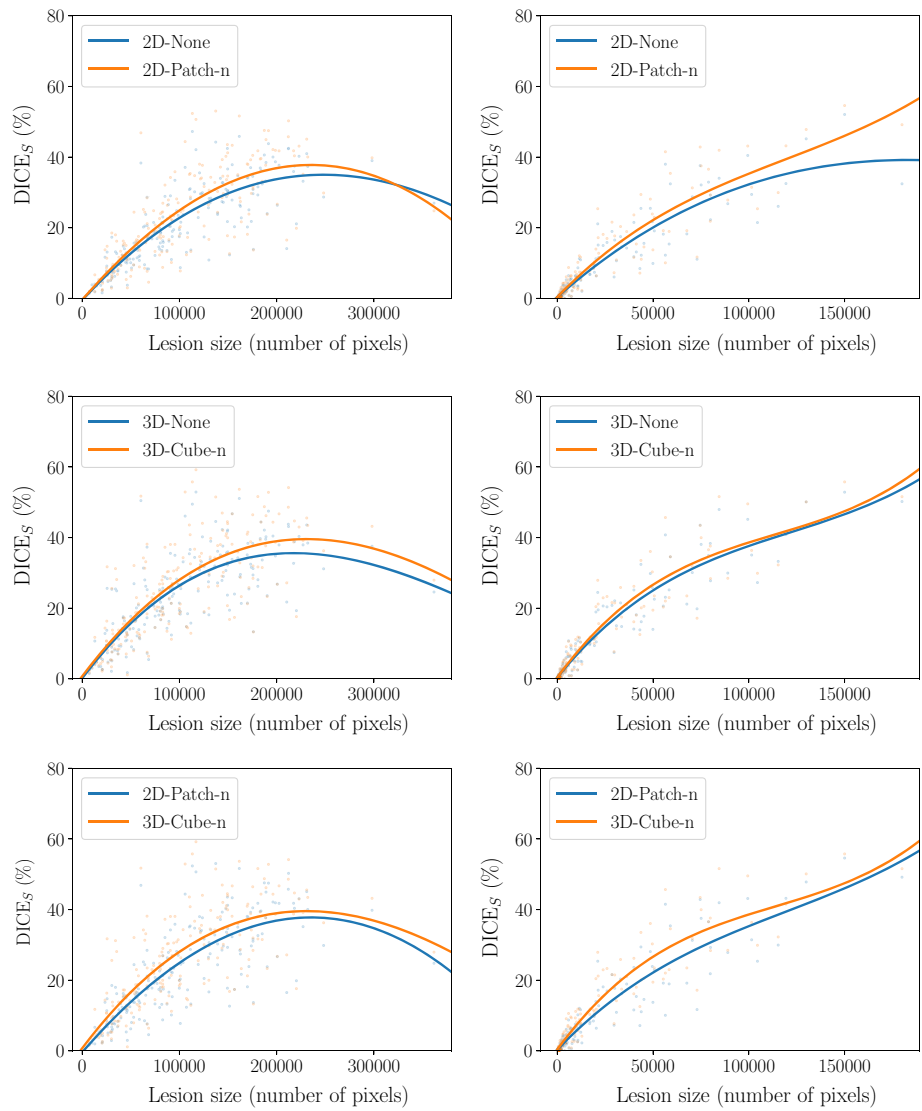 80
60
40
20
0
DICE_S (%)
2D-None
2D-Patch-n
0 100000 200000 300000
Lesion size (number of pixels)
80
60
40
20
0
DICE_S (%)
2D-None
2D-Patch-n
0 50000 100000 150000
Lesion size (number of pixels)
80
60
40
20
0
DICE_S (%)
3D-None
3D-Cube-n
0 100000 200000 300000
Lesion size (number of pixels)
80
60
40
20
0
DICE_S (%)
3D-None
3D-Cube-n
0 50000 100000 150000
Lesion size (number of pixels)
80
60
40
20
0
DICE_S (%)
2D-Patch-n
3D-Cube-n
0 100000 200000 300000
Lesion size (number of pixels)
80
60
40
20
0
DICE_S (%)
2D-Patch-n
3D-Cube-n
0 50000 100000 150000
Lesion size (number of pixels)